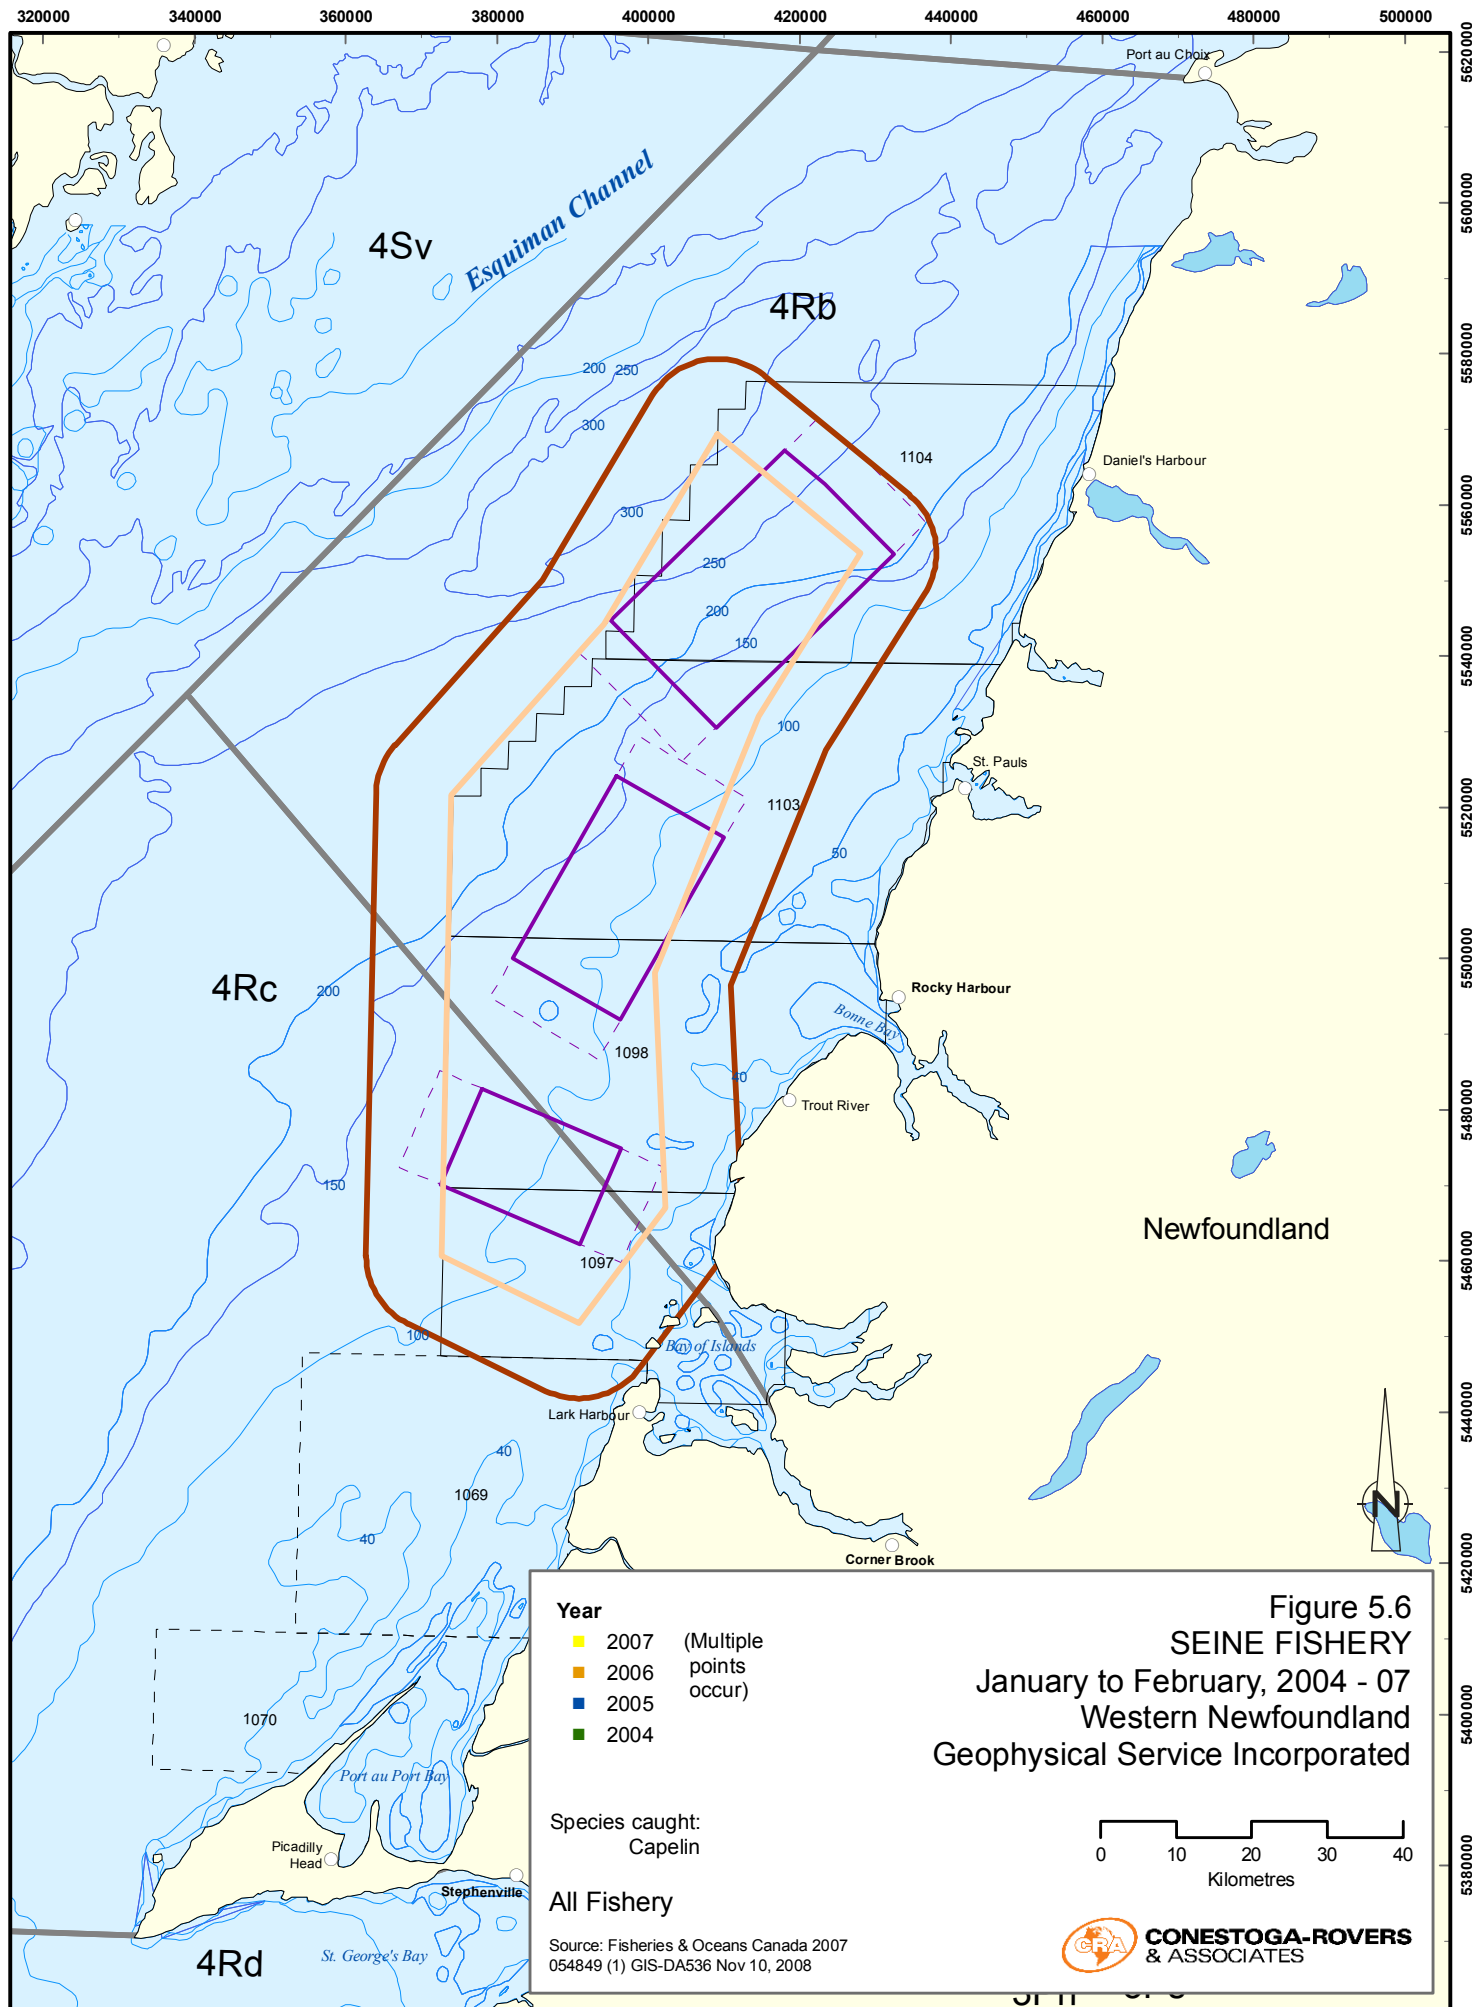 320000 340000 360000 380000 400000 420000 440000 460000 480000 500000
5620000
5600000
5580000
5560000
5540000
5520000
5500000
5480000
5460000
5440000
5420000
5400000
5380000
Port au Choix
Esquiman Channel
4Sv
4Rb
200 250
300
1104
Daniel's Harbour
300
250
200
150
100
St. Pauls
1103
50
4Rc
200
Rocky Harbour
Bonne Bay
1098
40
Trout River
150
Newfoundland
1097
100
Bay of Islands
Lark Harbour
40
1069
40
N
Corner Brook
1070
Port au Port Bay
Picadilly
Head
Stephenville
4Rd
St. George's Bay
Year
2007
2006
2005
2004
(Multiple
points
occur)
Species caught:
Capelin
All Fishery
Source: Fisheries & Oceans Canada 2007
054849 (1) GIS-DA536 Nov 10, 2008
Figure 5.6
SEINE FISHERY
January to February, 2004 - 07
Western Newfoundland
Geophysical Service Incorporated
0 10 20 30 40
Kilometres
CRA
CONESTOGA-ROVERS
& ASSOCIATES